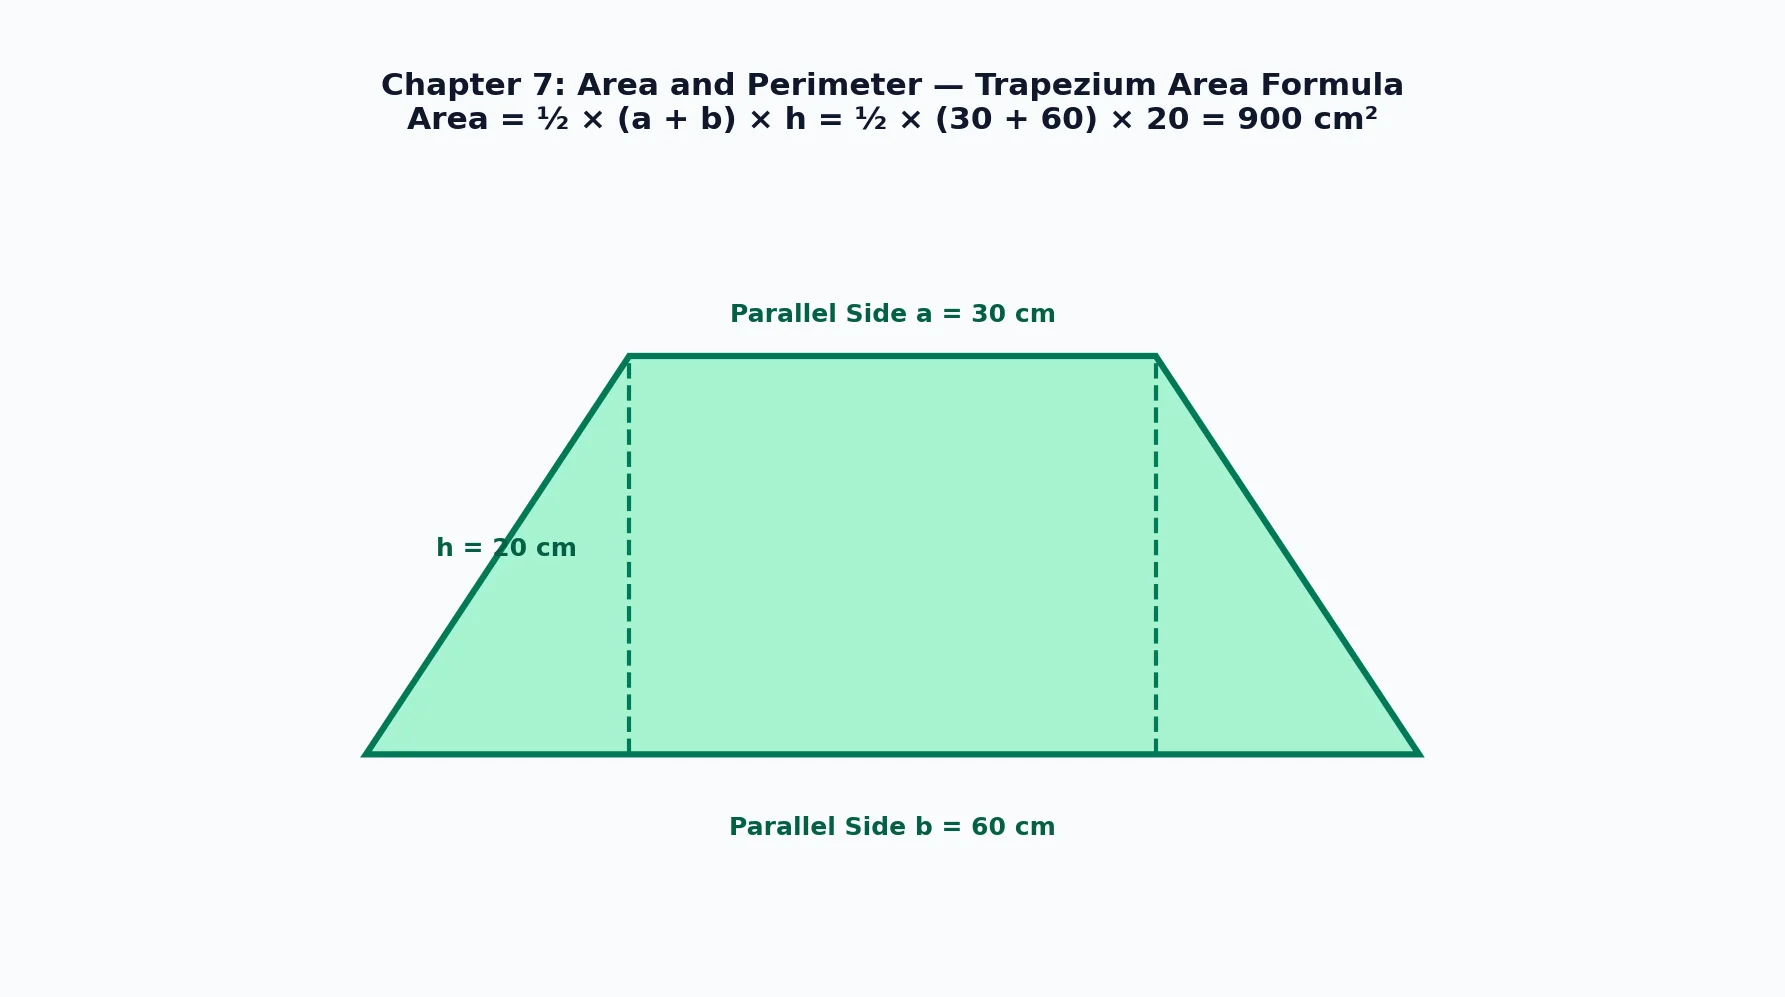 Chapter 7: Area and Perimeter — Trapezium Area Formula
Area = ½ × (a + b) × h = ½ × (30 + 60) × 20 = 900 cm²
Parallel Side a = 30 cm
h = 20 cm
Parallel Side b = 60 cm